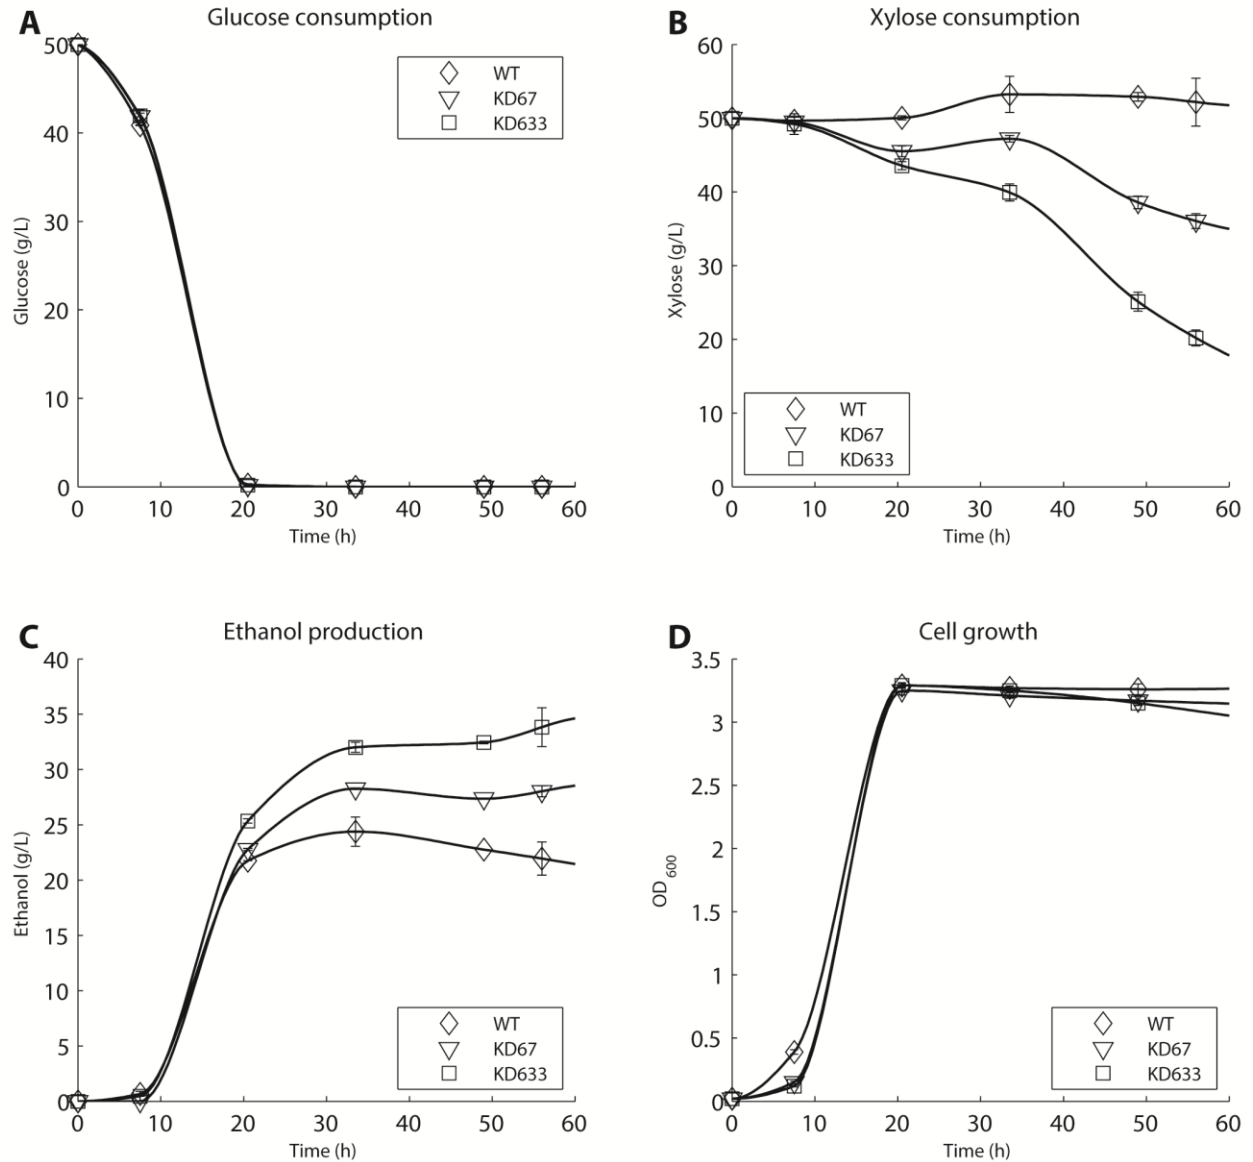 A Glucose consumption
50
40
30
20
10
0
Glucose (g/L)
WT
KD67
KD633
0 10 20 30 40 50 60
Time (h)
B Xylose consumption
60
50
40
30
20
10
0
Xylose (g/L)
WT
KD67
KD633
0 10 20 30 40 50 60
Time (h)
C Ethanol production
40
35
30
25
20
15
10
5
0
Ethanol (g/L)
WT
KD67
KD633
0 10 20 30 40 50 60
Time (h)
D Cell growth
3.5
3
2.5
2
1.5
1
0.5
0
OD600
WT
KD67
KD633
0 10 20 30 40 50 60
Time (h)